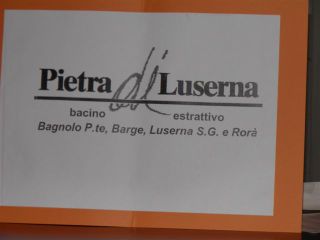 Pietra di Luserna
bacino estrattivo
Bagnolo P.te, Barge, Luserna S.G. e Rorà